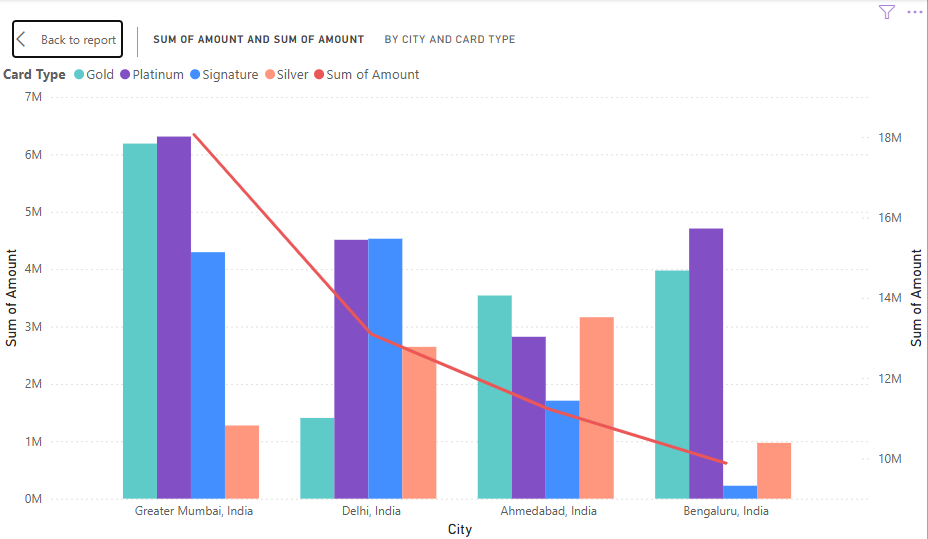 Back to report
SUM OF AMOUNT AND SUM OF AMOUNT BY CITY AND CARD TYPE
Card Type Gold Platinum Signature Silver Sum of Amount
7M
6M
5M
4M
3M
2M
1M
0M
Sum of Amount
18M
16M
14M
12M
10M
Sum of Amount
Greater Mumbai, India Delhi, India Ahmedabad, India Bengaluru, India
City